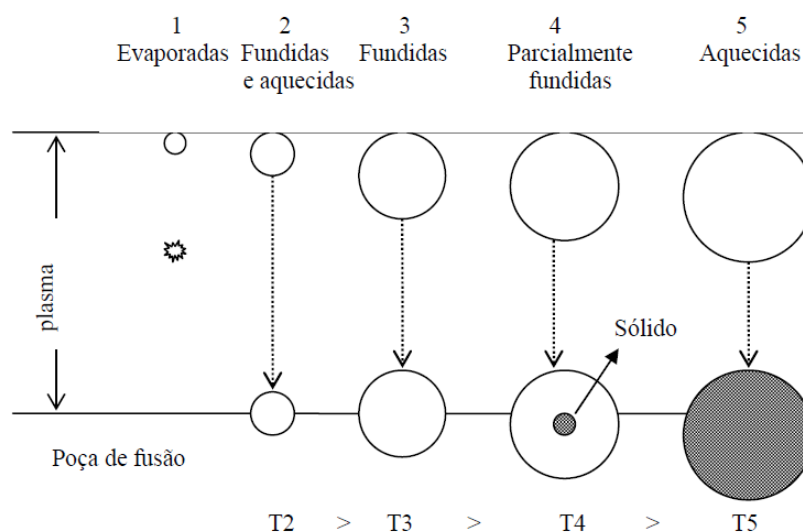 1 2 3 4 5
Evaporadas Fundidas Fundidas Parcialmente Aquecidas
e aquecidas fundidas
plasma
Sólido
Poça de fusão
T2 > T3 > T4 > T5